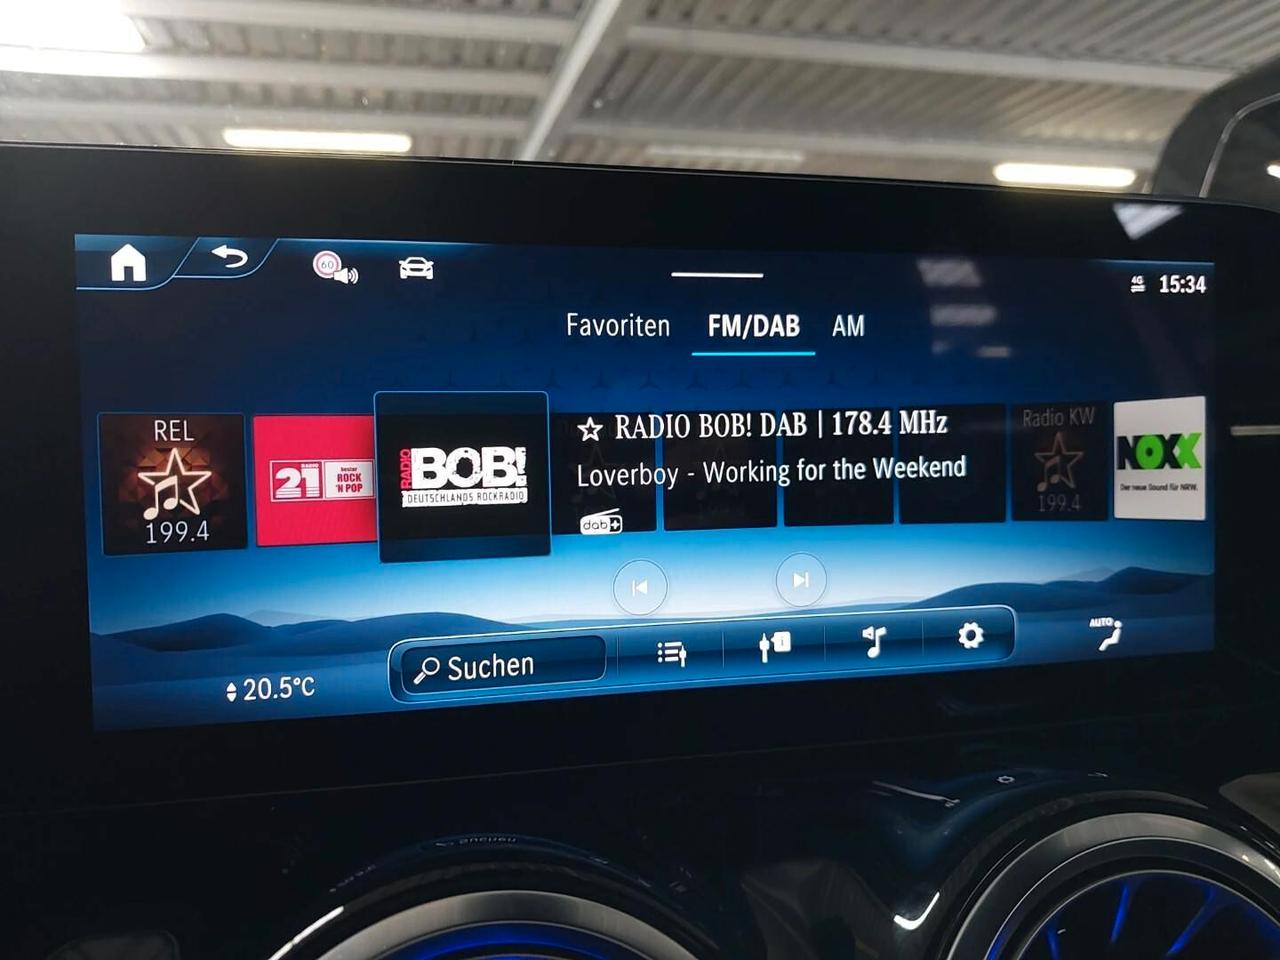 60
4G
15:34
Favoriten
FM/DAB
AM
REL
199.4
RADIO
21
bester
ROCK
'N POP
RADIO
BOB!
DEUTSCHLANDS ROCKRADIO
RADIO BOB! DAB | 178.4 MHz
Loverboy - Working for the Weekend
dab+
Radio KW
199.4
NOXX
Der neue Sound für NRW.
20.5°C
Suchen
AUTO